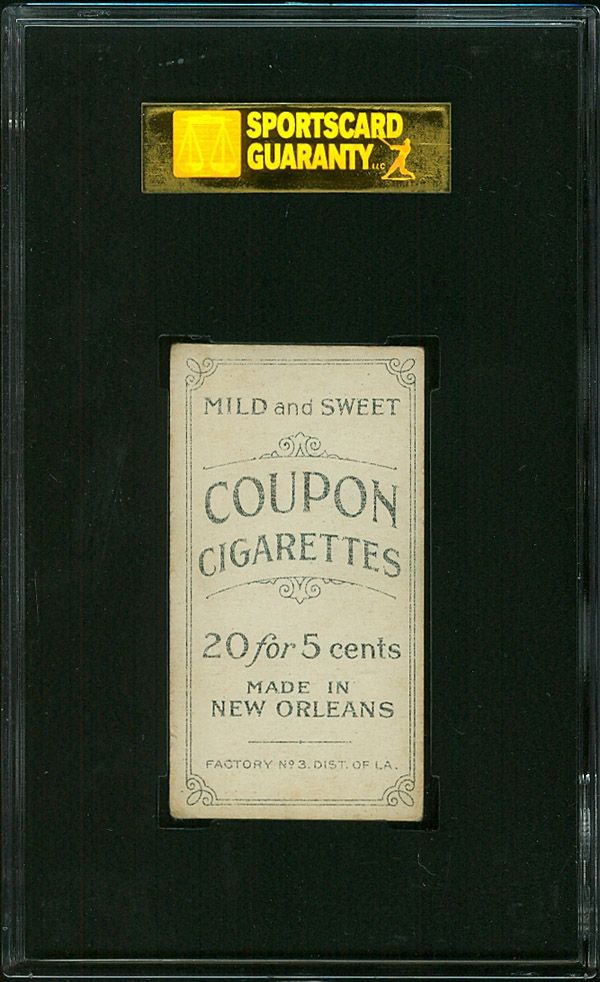 SPORTSCARD
GUARANTY LLC
MILD and SWEET
COUPON
CIGARETTES
20 for 5 cents
MADE IN
NEW ORLEANS
FACTORY Nº 3. DIST. OF LA.